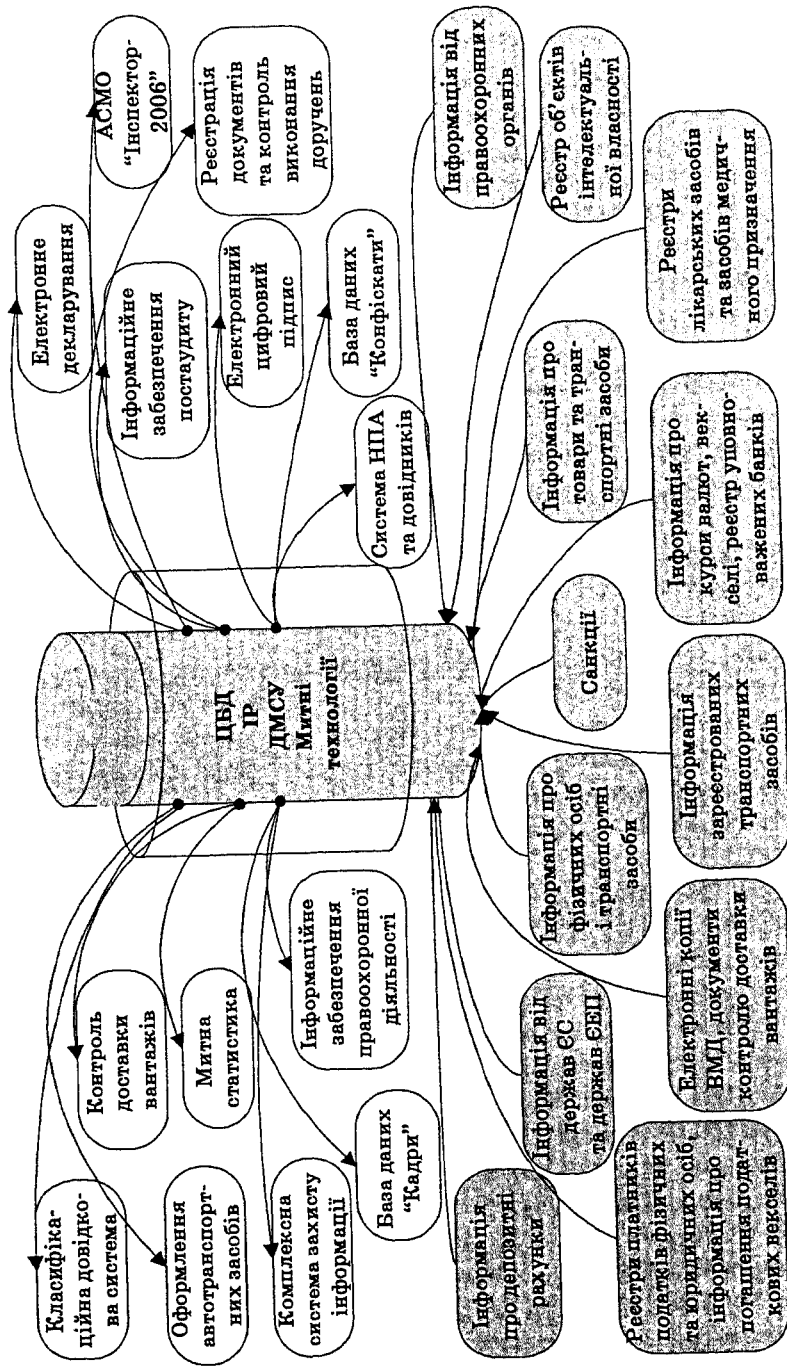 Електронне
декларування
АСМО
“Інспектор-
2006”
Інформаційне
забезпечення
постаудиту
Реєстрація
документів
та контроль
виконання
доручень
Електронний
цифровий
підпис
База даних
“Конфіскати”
Система НПА
та довідників
ЦБД
ІР
ДМСУ
Митні
технології
Класифіка-
ційна довідко-
ва система
Контроль
доставки
вантажів
Оформлення
автотранспорт-
них засобів
Митна
статистика
Комплексна
система захисту
інформації
Інформаційне
забезпечення
правоохоронної
діяльності
База даних
“Кадри”
Інформація
про депозитні
рахунки
Інформація від
держав ЄС
та держав ЄЕП
Інформація про
фізичних осіб
і транспортні
засоби
Санкції
Інформація про
товари та тран-
спортні засоби
Інформація від
правоохоронних
органів
Реєстр об’єктів
інтелектуаль-
ної власності
Реєстри платників
податків фізичних
та юридичних осіб,
інформація про
погашення подат-
кових векселів
Електронні копії
ВМД, документи
контролю доставки
вантажів
Інформація
зареєстрованих
транспортних
засобів
Інформація про
курси валют, век-
селі, реєстр уповно-
важених банків
Реєстри
лікарських засобів
та засобів медич-
ного призначення